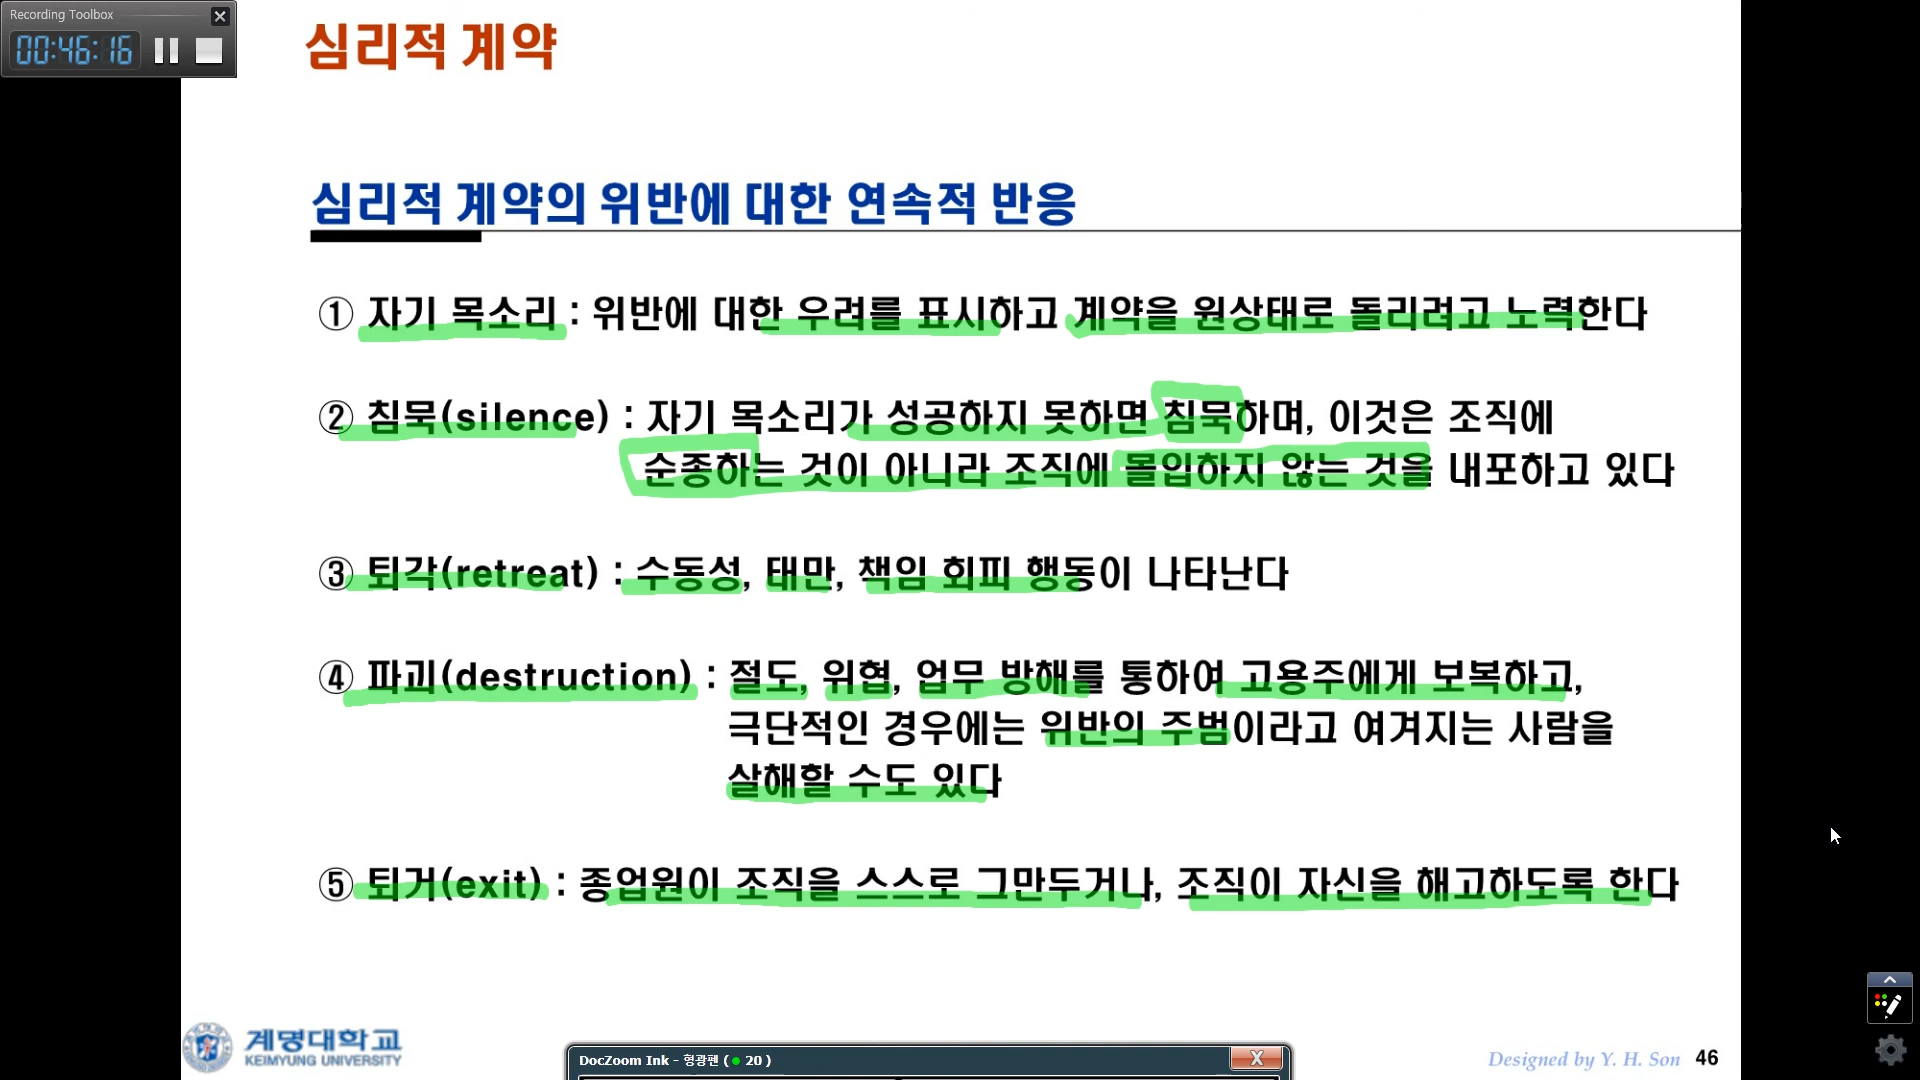 Recording Toolbox
00:46:16
심리적 계약
심리적 계약의 위반에 대한 연속적 반응
① 자기 목소리 : 위반에 대한 우려를 표시하고 계약을 원상태로 돌리려고 노력한다
② 침묵(silence) : 자기 목소리가 성공하지 못하면 침묵하며, 이것은 조직에
순종하는 것이 아니라 조직에 몰입하지 않는 것을 내포하고 있다
③ 퇴각(retreat) : 수동성, 태만, 책임 회피 행동이 나타난다
④ 파괴(destruction) : 절도, 위협, 업무 방해를 통하여 고용주에게 보복하고,
극단적인 경우에는 위반의 주범이라고 여겨지는 사람을
살해할 수도 있다
⑤ 퇴거(exit) : 종업원이 조직을 스스로 그만두거나, 조직이 자신을 해고하도록 한다
계명대학교
KEIMYUNG UNIVERSITY
DocZoom Ink - 형광펜 ( ● 20 )
Designed by Y. H. Son 46